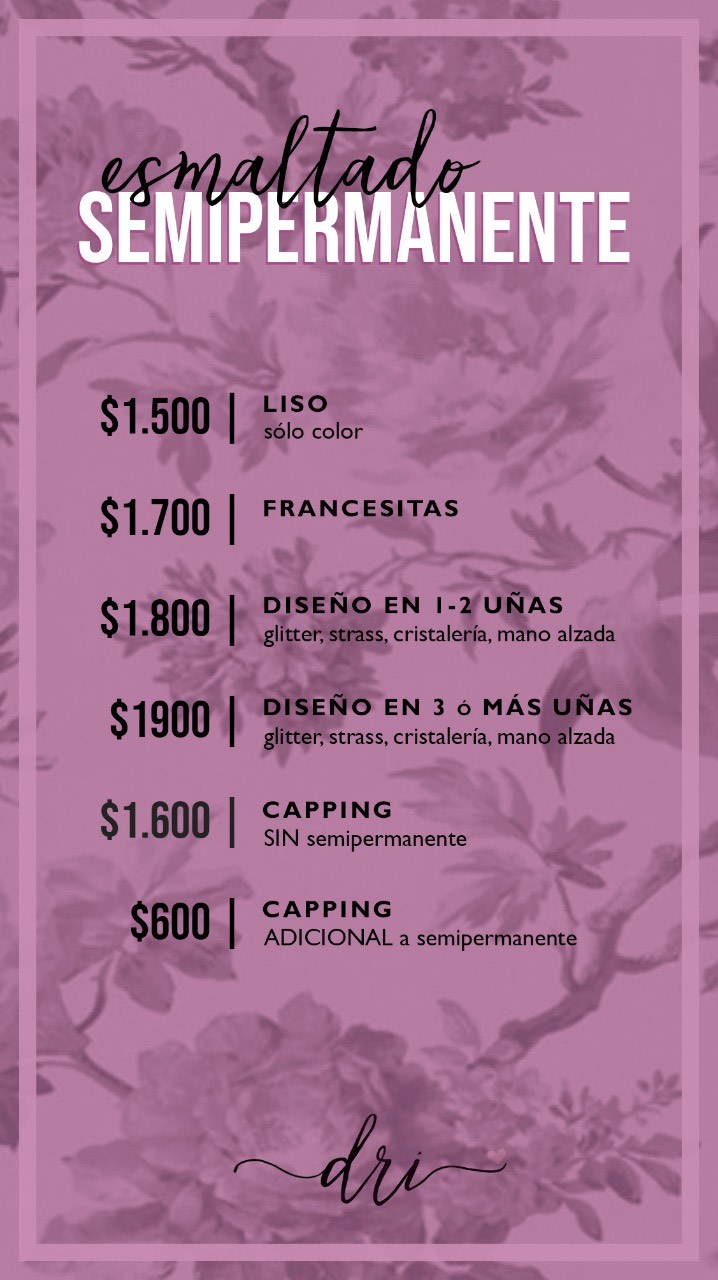 esmaltado
SEMIPERMANENTE
$1.500 | LISO
sólo color
$1.700 | FRANCESITAS
$1.800 | DISEÑO EN 1-2 UÑAS
glitter, strass, cristalería, mano alzada
$1900 | DISEÑO EN 3 ó MÁS UÑAS
glitter, strass, cristalería, mano alzada
$1.600 | CAPPING
SIN semipermanente
$600 | CAPPING
ADICIONAL a semipermanente
dri